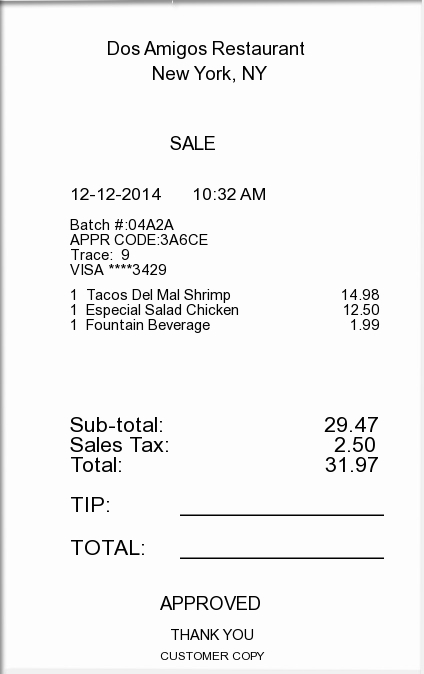 Dos Amigos Restaurant
New York, NY
SALE
12-12-2014 10:32 AM
Batch #:04A2A
APPR CODE:3A6CE
Trace: 9
VISA ****3429
1 Tacos Del Mal Shrimp 14.98
1 Especial Salad Chicken 12.50
1 Fountain Beverage 1.99
Sub-total: 29.47
Sales Tax: 2.50
Total: 31.97
TIP:
TOTAL:
APPROVED
THANK YOU
CUSTOMER COPY